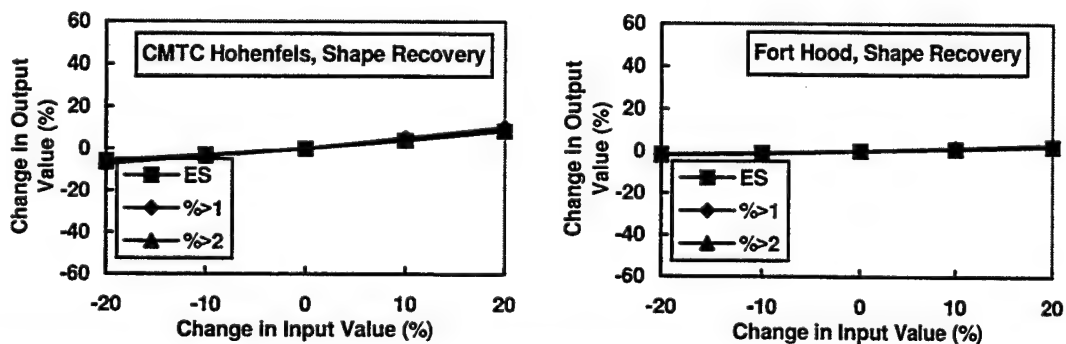 CMTC Hohenfels, Shape Recovery
Change in Output
Value (%)
60
40
20
0
-20
-40
-60
ES
%>1
%>2
-20
-10
0
10
20
Change in Input Value (%)
Fort Hood, Shape Recovery
Change in Output
Value (%)
60
40
20
0
-20
-40
-60
ES
%>1
%>2
-20
-10
0
10
20
Change in Input Value (%)